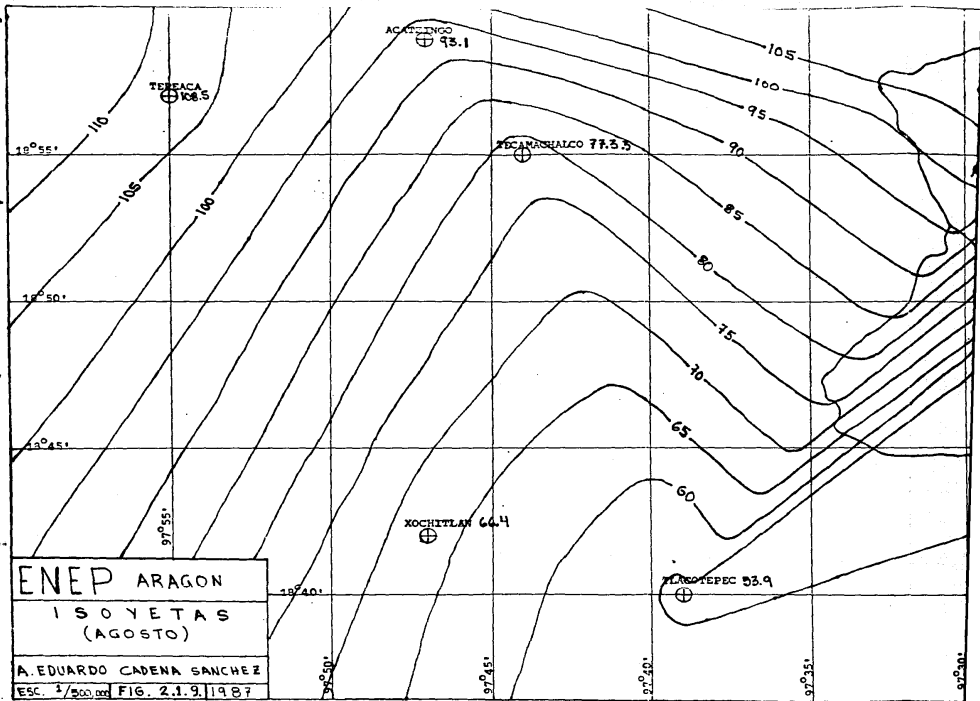 ACATZINGO
93.1
105
TEPEACA
108.5
100
95
110
18°55'
TECAMACHALCO 77.3.5
90
105
100
85
80
18°50'
75
70
18°45'
65
60
97°55'
XOCHITLAN 66.4
18°40'
TLACOTEPEC 53.9
97°50'
97°45'
97°40'
97°35'
97°30'
ENEP ARAGON
ISOYETAS
(AGOSTO)
A. EDUARDO CADENA SANCHEZ
ESC. 1/500,000 FIG. 2.1.9. 1987